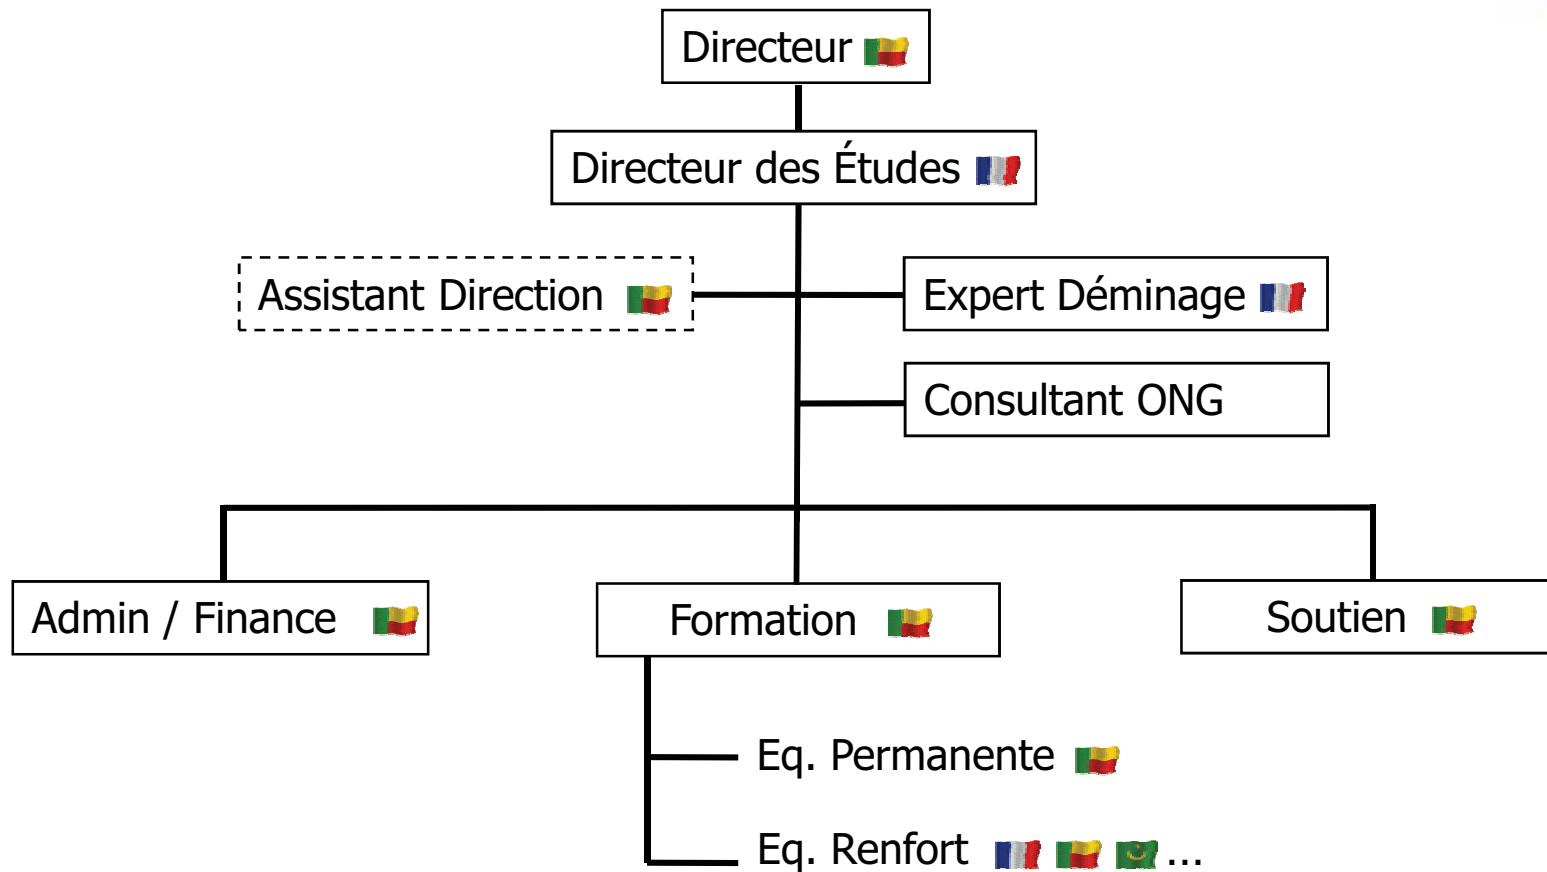 Directeur
Directeur des Études
Assistant Direction
Expert Déminage
Consultant ONG
Admin / Finance
Formation
Soutien
Eq. Permanente
Eq. Renfort ...